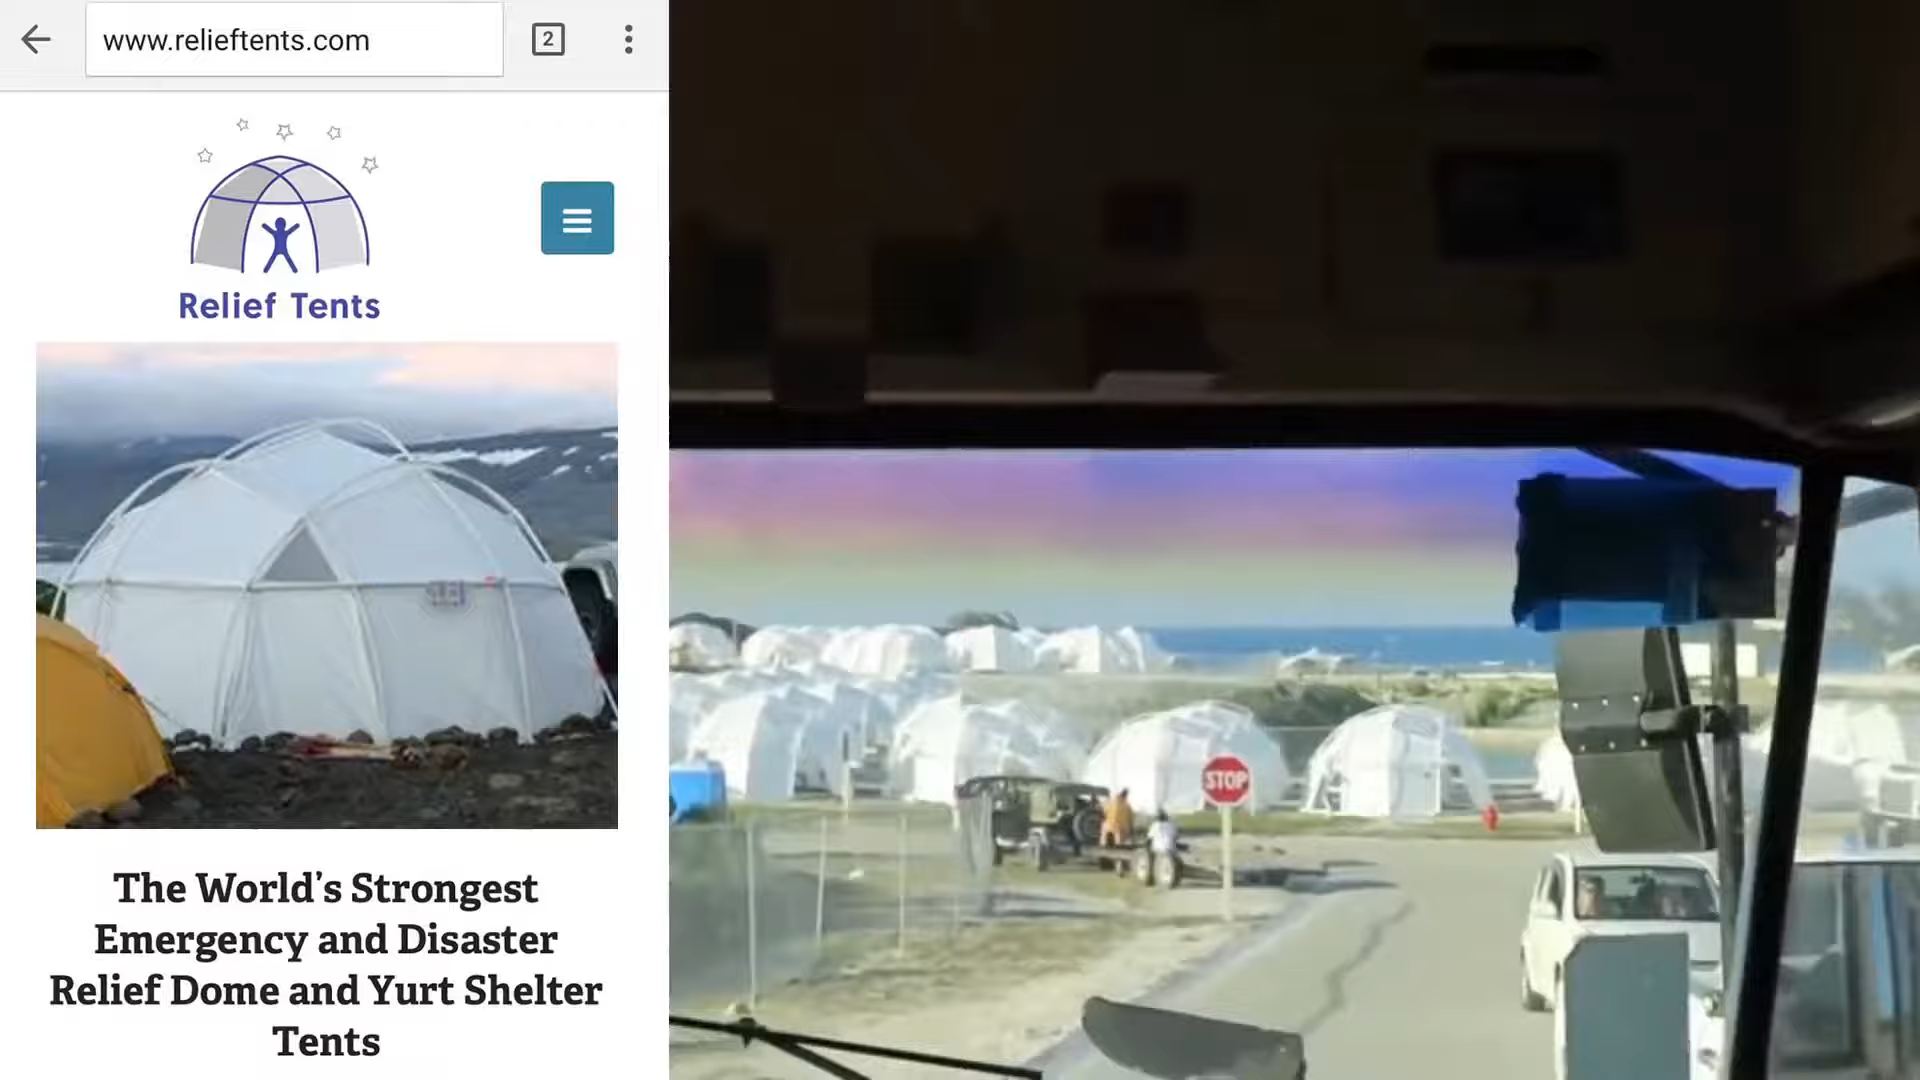 www.relieftents.com
2
Relief Tents
The World's Strongest
Emergency and Disaster
Relief Dome and Yurt Shelter
Tents
STOP